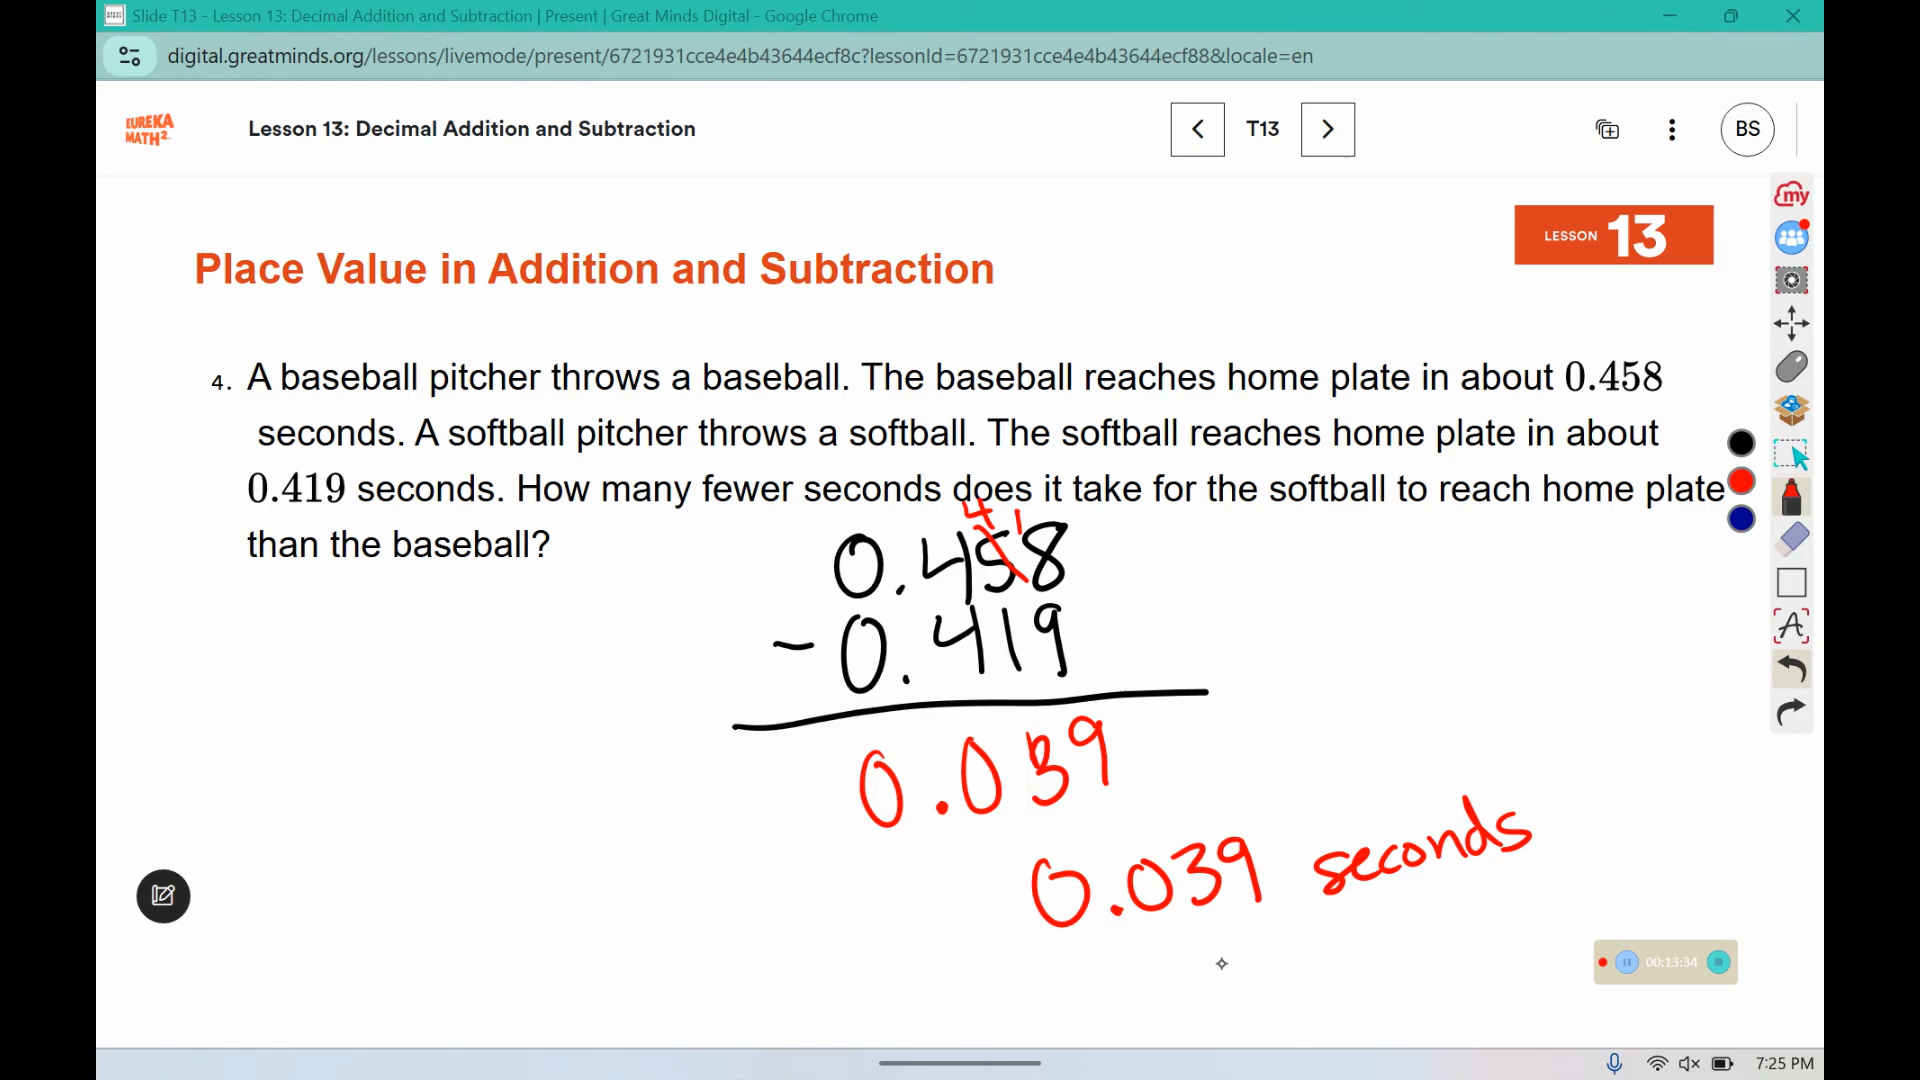 Slide T13 - Lesson 13: Decimal Addition and Subtraction | Present | Great Minds Digital - Google Chrome
digital.greatminds.org/lessons/livemode/present/6721931cce4e4b43644ecf8c?lessonId=6721931cce4e4b43644ecf88&locale=en
EUREKA
MATH²
Lesson 13: Decimal Addition and Subtraction
T13
BS
my
LESSON 13
Place Value in Addition and Subtraction
4. A baseball pitcher throws a baseball. The baseball reaches home plate in about 0.458
seconds. A softball pitcher throws a softball. The softball reaches home plate in about
0.419 seconds. How many fewer seconds does it take for the softball to reach home plate
than the baseball?
4 1
0.458
- 0.419
0.039
0.039 seconds
A
00:13:34
7:25 PM